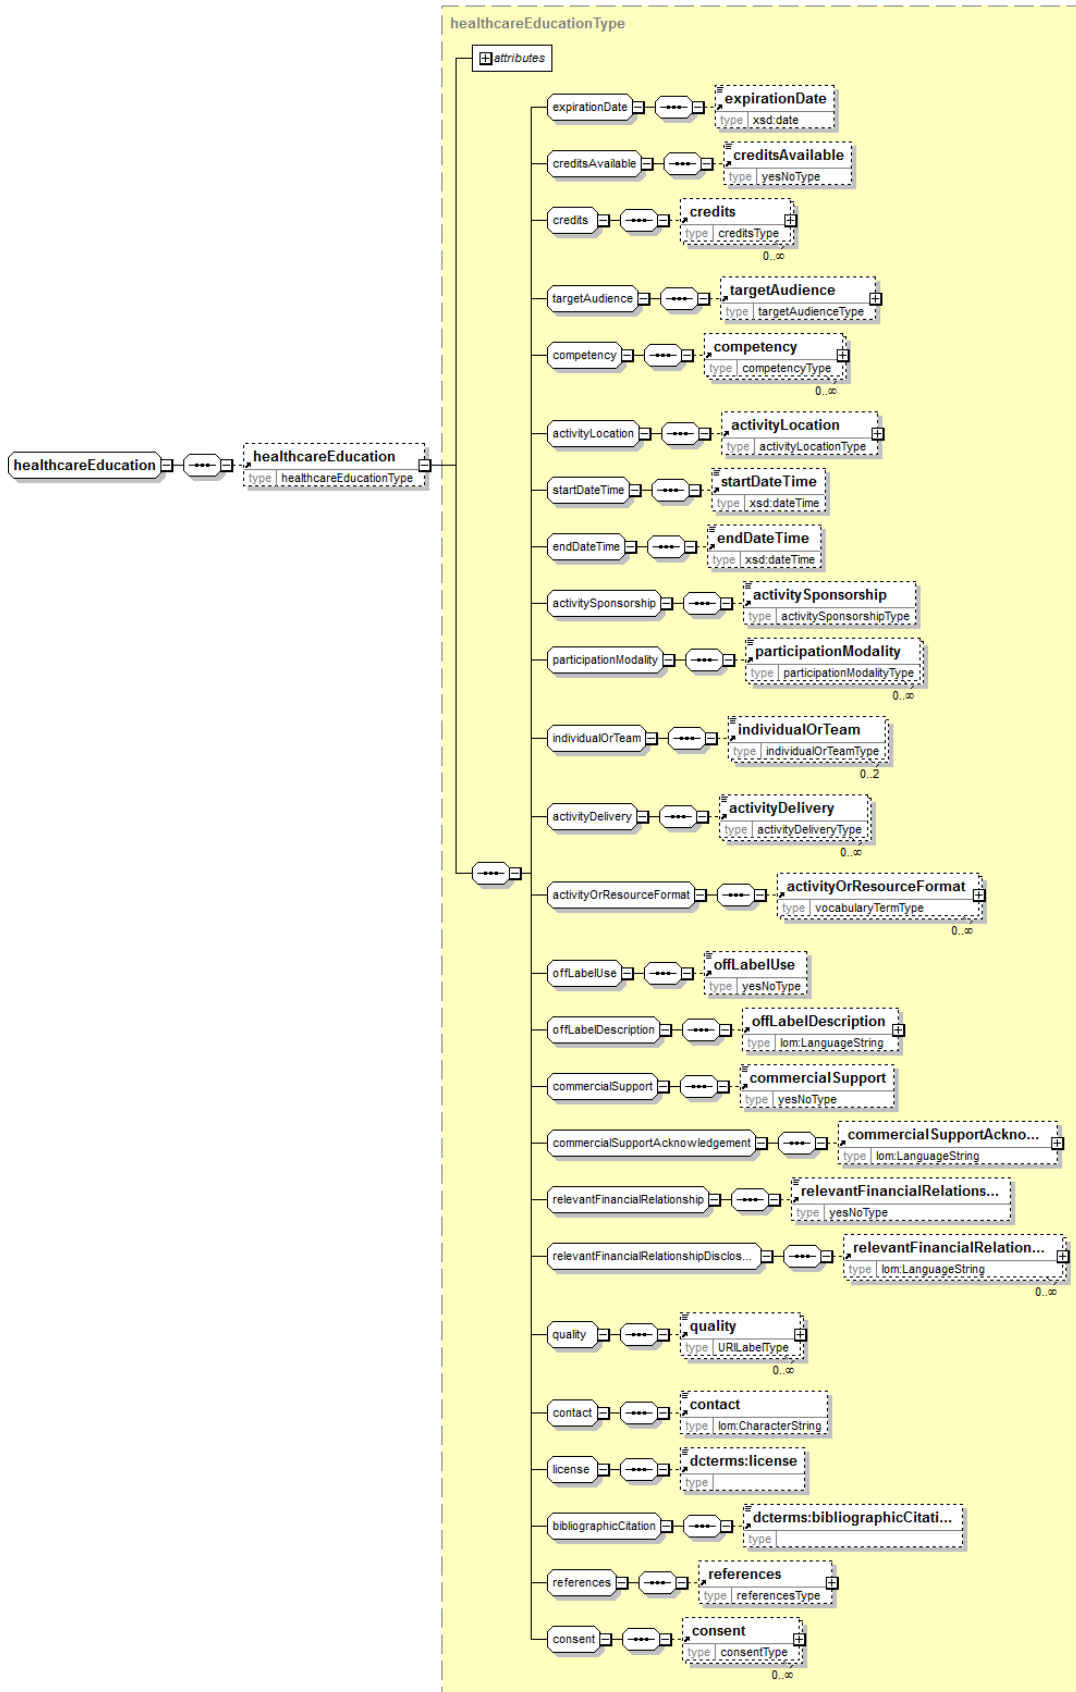 healthcareEducationType
attributes
expirationDate
expirationDate
type xsd:date
creditsAvailable
creditsAvailable
type yesNoType
credits
credits
type creditsType
0..∞
targetAudience
targetAudience
type targetAudienceType
competency
competency
type competencyType
0..∞
activityLocation
activityLocation
type activityLocationType
healthcareEducation
healthcareEducation
type healthcareEducationType
startDateTime
startDateTime
type xsd:dateTime
endDateTime
endDateTime
type xsd:dateTime
activitySponsorship
activitySponsorship
type activitySponsorshipType
participationModality
participationModality
type participationModalityType
0..∞
individualOrTeam
individualOrTeam
type individualOrTeamType
0..2
activityDelivery
activityDelivery
type activityDeliveryType
0..∞
activityOrResourceFormat
activityOrResourceFormat
type vocabularyTermType
0..∞
offLabelUse
offLabelUse
type yesNoType
offLabelDescription
offLabelDescription
type lom:LanguageString
commercialSupport
commercialSupport
type yesNoType
commercialSupportAcknowledgement
commercialSupportAckno...
type lom:LanguageString
relevantFinancialRelationship
relevantFinancialRelations...
type yesNoType
relevantFinancialRelationshipDisclos...
relevantFinancialRelation...
type lom:LanguageString
0..∞
quality
quality
type URILabelType
0..∞
contact
contact
type lom:CharacterString
license
dcterms:license
type
bibliographicCitation
dcterms:bibliographicCitati...
type
references
references
type referencesType
consent
consent
type consentType
0..∞